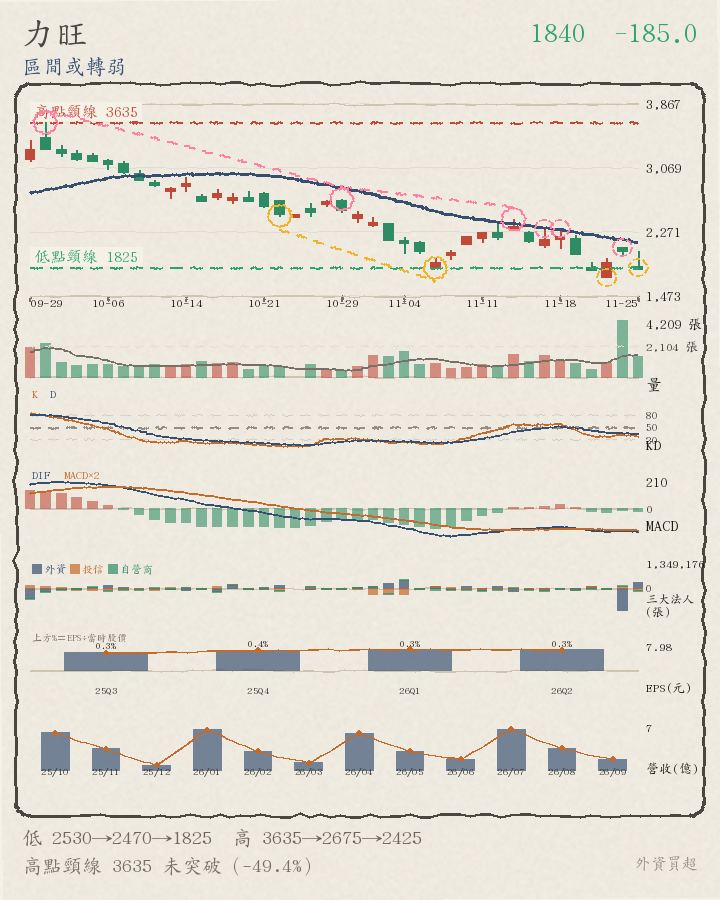 力旺
1840 -185.0
區間或轉弱
高點頸線 3635
3,867
3,069
2,271
低點頸線 1825
1,473
09-29 10-06 10-14 10-21 10-29 11-04 11-11 11-18 11-25
4,209 張
2,104 張
量
K D
80
50
20
KD
DIF MACD×2
210
0
MACD
外資 投信 自營商
1,349,176
0
三大法人
(張)
上方%=EPS÷當時股價
0.3% 0.4% 0.3% 0.3%
7.98
25Q3 25Q4 26Q1 26Q2
EPS(元)
7
25/10 25/11 25/12 26/01 26/02 26/03 26/04 26/05 26/06 26/07 26/08 26/09
營收(億)
低 2530→2470→1825 高 3635→2675→2425
高點頸線 3635 未突破 (-49.4%)
外資買超